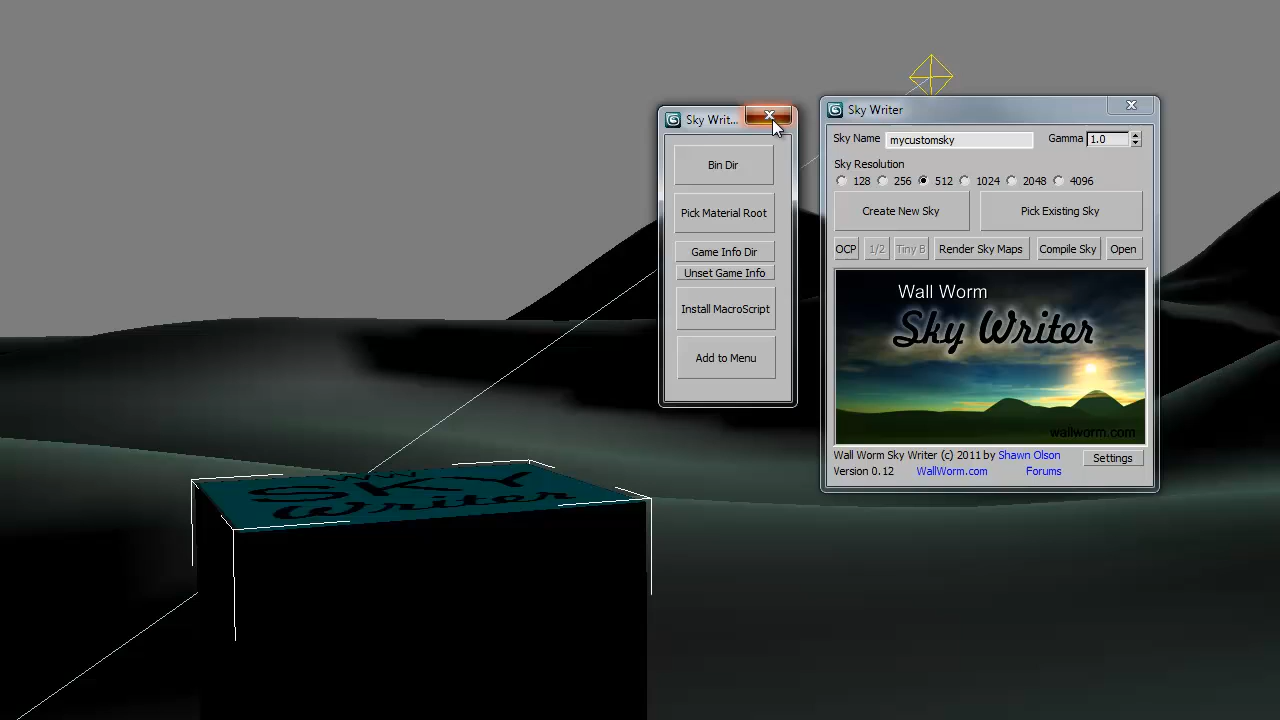 Sky Writ...
Bin Dir
Pick Material Root
Game Info Dir
Unset Game Info
Install MacroScript
Add to Menu
Sky Writer
Sky Name mycustomsky Gamma 1.0
Sky Resolution
128 256 512 1024 2048 4096
Create New Sky Pick Existing Sky
OCP 1/2 Tiny B Render Sky Maps Compile Sky Open
Wall Worm
Sky Writer
wallworm.com
Wall Worm Sky Writer (c) 2011 by Shawn Olson Settings
Version 0.12 WallWorm.com Forums
WW
SKY
Writer